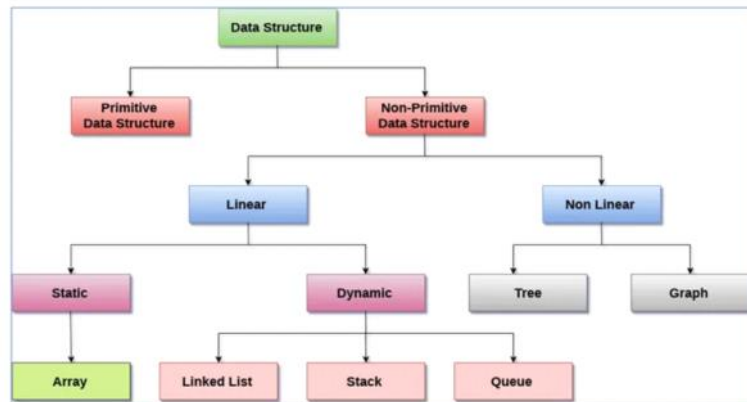 Data Structure
Primitive
Data Structure
Non-Primitive
Data Structure
Linear
Non Linear
Static
Dynamic
Tree
Graph
Array
Linked List
Stack
Queue